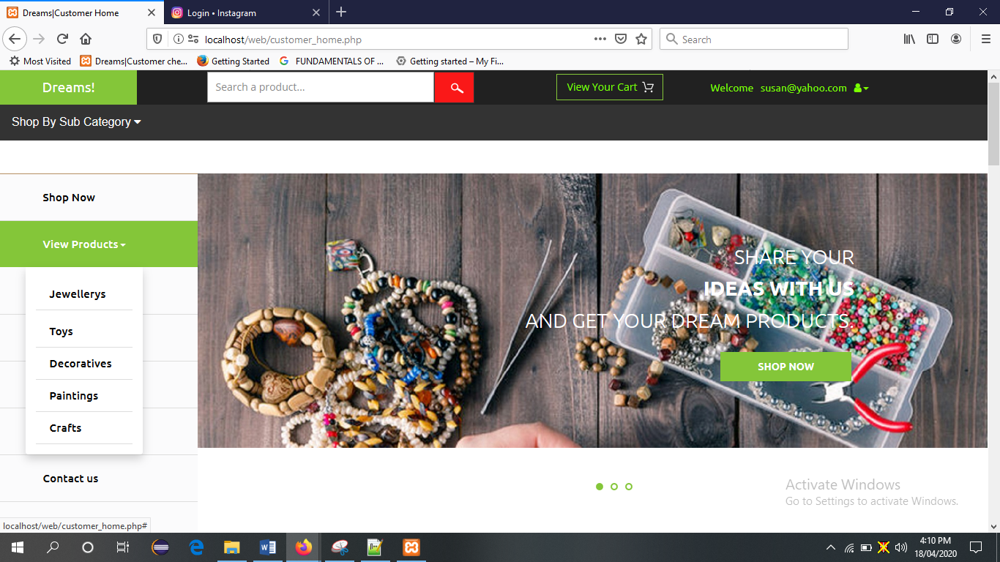 Dreams|Customer Home
Login • Instagram
localhost/web/customer_home.php
Search
Most Visited
Dreams|Customer che...
Getting Started
FUNDAMENTALS OF ...
Getting started – My Fi...
Dreams!
Search a product...
View Your Cart
Welcome susan@yahoo.com
Shop By Sub Category
Shop Now
View Products
Jewellerys
Toys
Decoratives
Paintings
Crafts
Contact us
SHARE YOUR
IDEAS WITH US
AND GET YOUR DREAM PRODUCTS.
SHOP NOW
Activate Windows
Go to Settings to activate Windows.
localhost/web/customer_home.php#
4:10 PM
18/04/2020